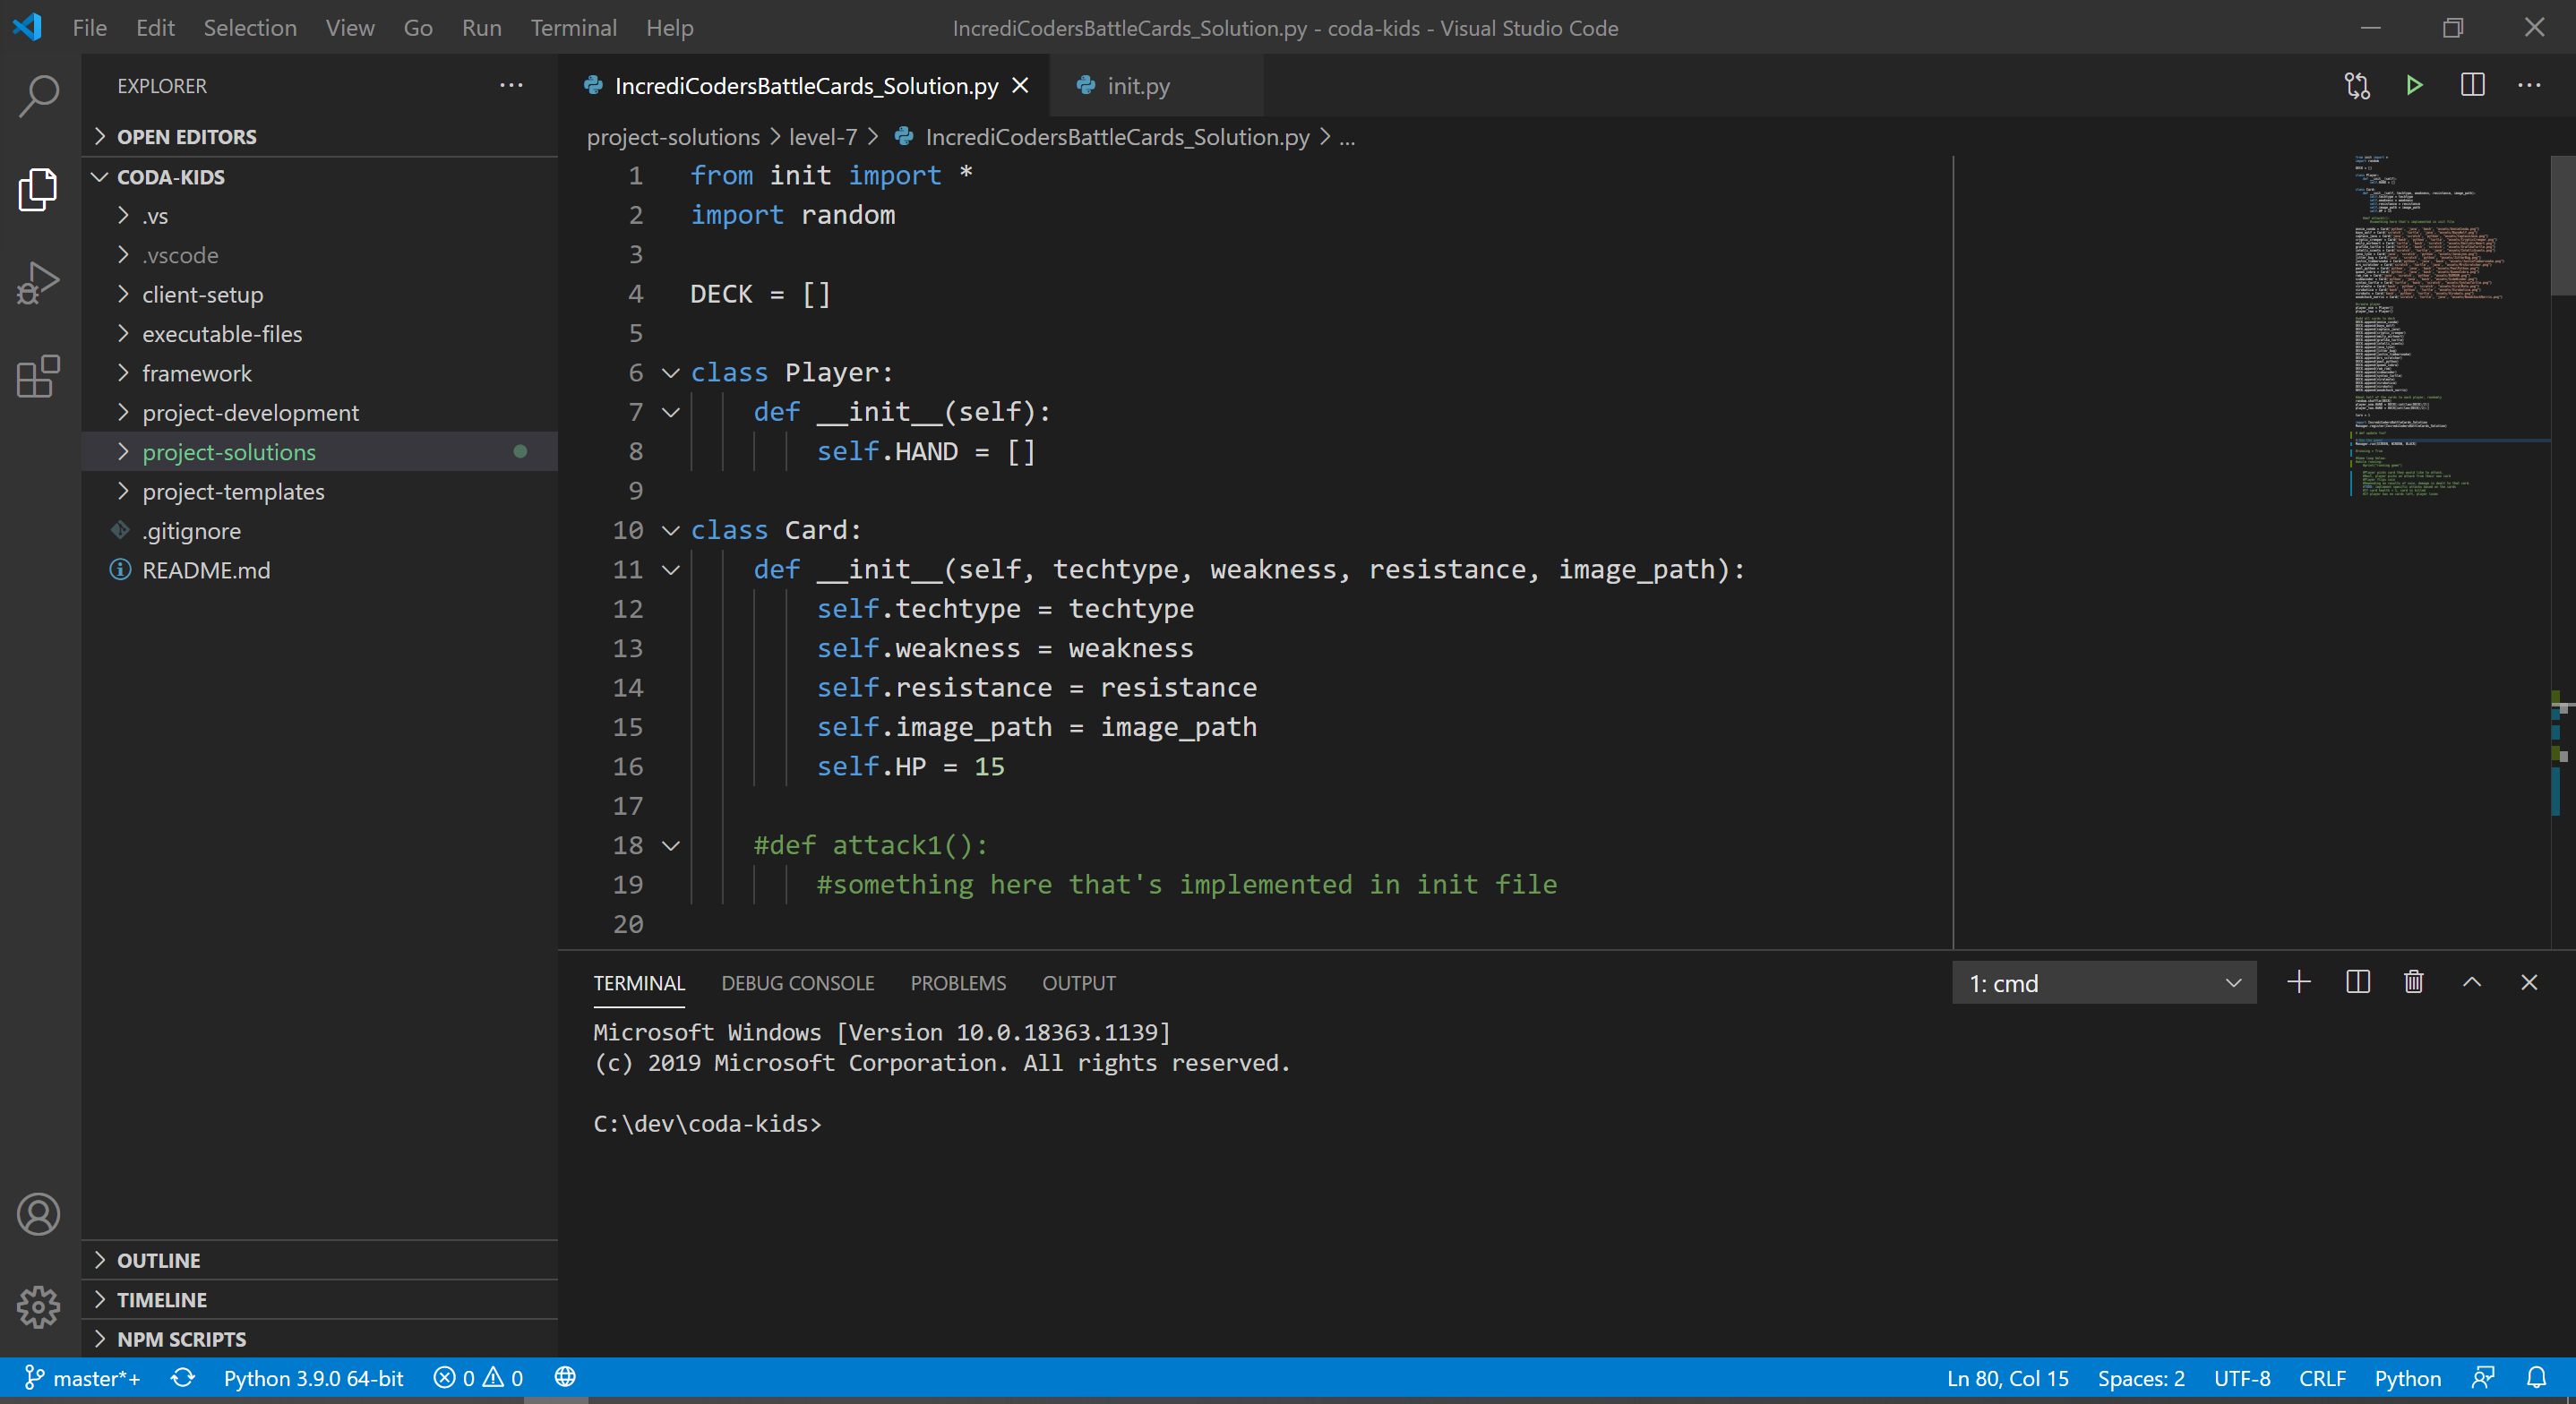 File Edit Selection View Go Run Terminal Help IncrediCodersBattleCards_Solution.py - coda-kids - Visual Studio Code
EXPLORER
OPEN EDITORS
CODA-KIDS
.vs
.vscode
client-setup
executable-files
framework
project-development
project-solutions
project-templates
.gitignore
README.md
OUTLINE
TIMELINE
NPM SCRIPTS
IncrediCodersBattleCards_Solution.py init.py
project-solutions > level-7 > IncrediCodersBattleCards_Solution.py > ...
1 from init import *
2 import random
3
4 DECK = []
5
6 class Player:
7 def __init__(self):
8 self.HAND = []
9
10 class Card:
11 def __init__(self, techtype, weakness, resistance, image_path):
12 self.techtype = techtype
13 self.weakness = weakness
14 self.resistance = resistance
15 self.image_path = image_path
16 self.HP = 15
17
18 #def attack1():
19 #something here that's implemented in init file
20
TERMINAL DEBUG CONSOLE PROBLEMS OUTPUT 1: cmd
Microsoft Windows [Version 10.0.18363.1139]
(c) 2019 Microsoft Corporation. All rights reserved.
C:\dev\coda-kids>
master*+ Python 3.9.0 64-bit 0 0 Ln 80, Col 15 Spaces: 2 UTF-8 CRLF Python